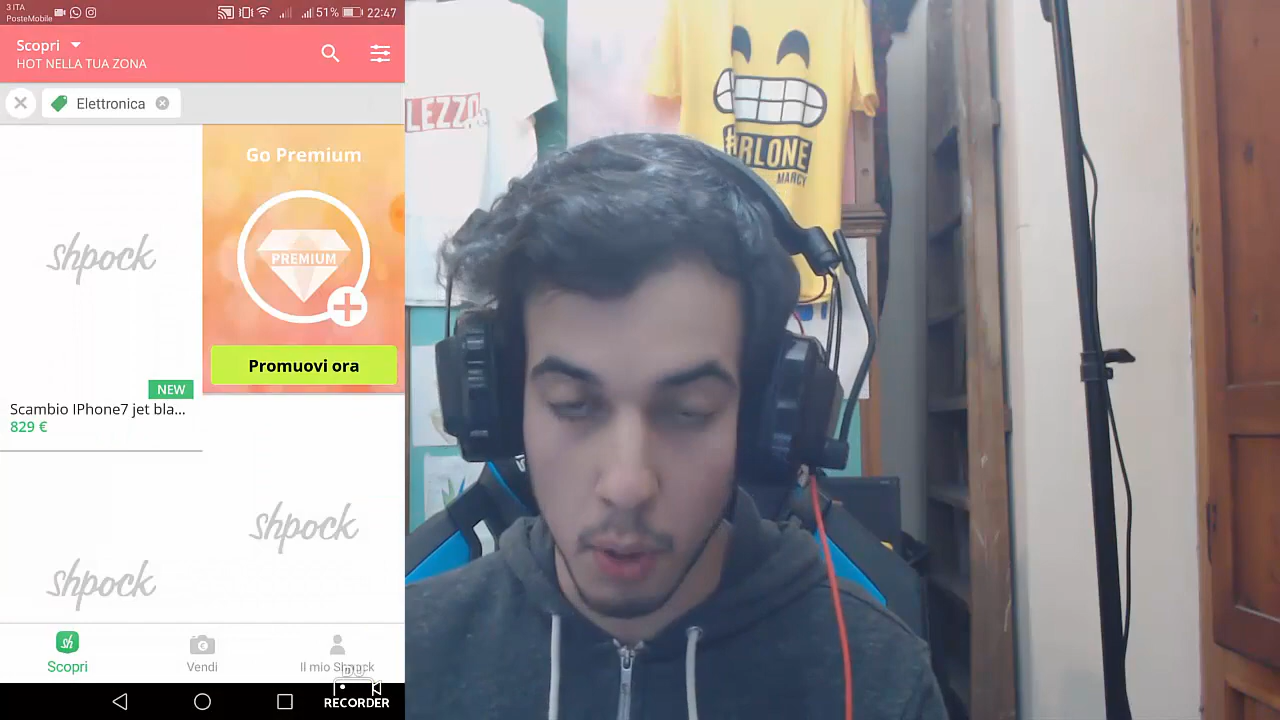 3 ITA
PosteMobile
51%
22:47
Scopri
HOT NELLA TUA ZONA
Elettronica
shpock
Go Premium
PREMIUM
Promuovi ora
NEW
Scambio IPhone7 jet bla...
829 €
shpock
shpock
sh
Scopri
Vendi
Il mio Shpock
RECORDER
LEZZO
#RLONE
MARCY